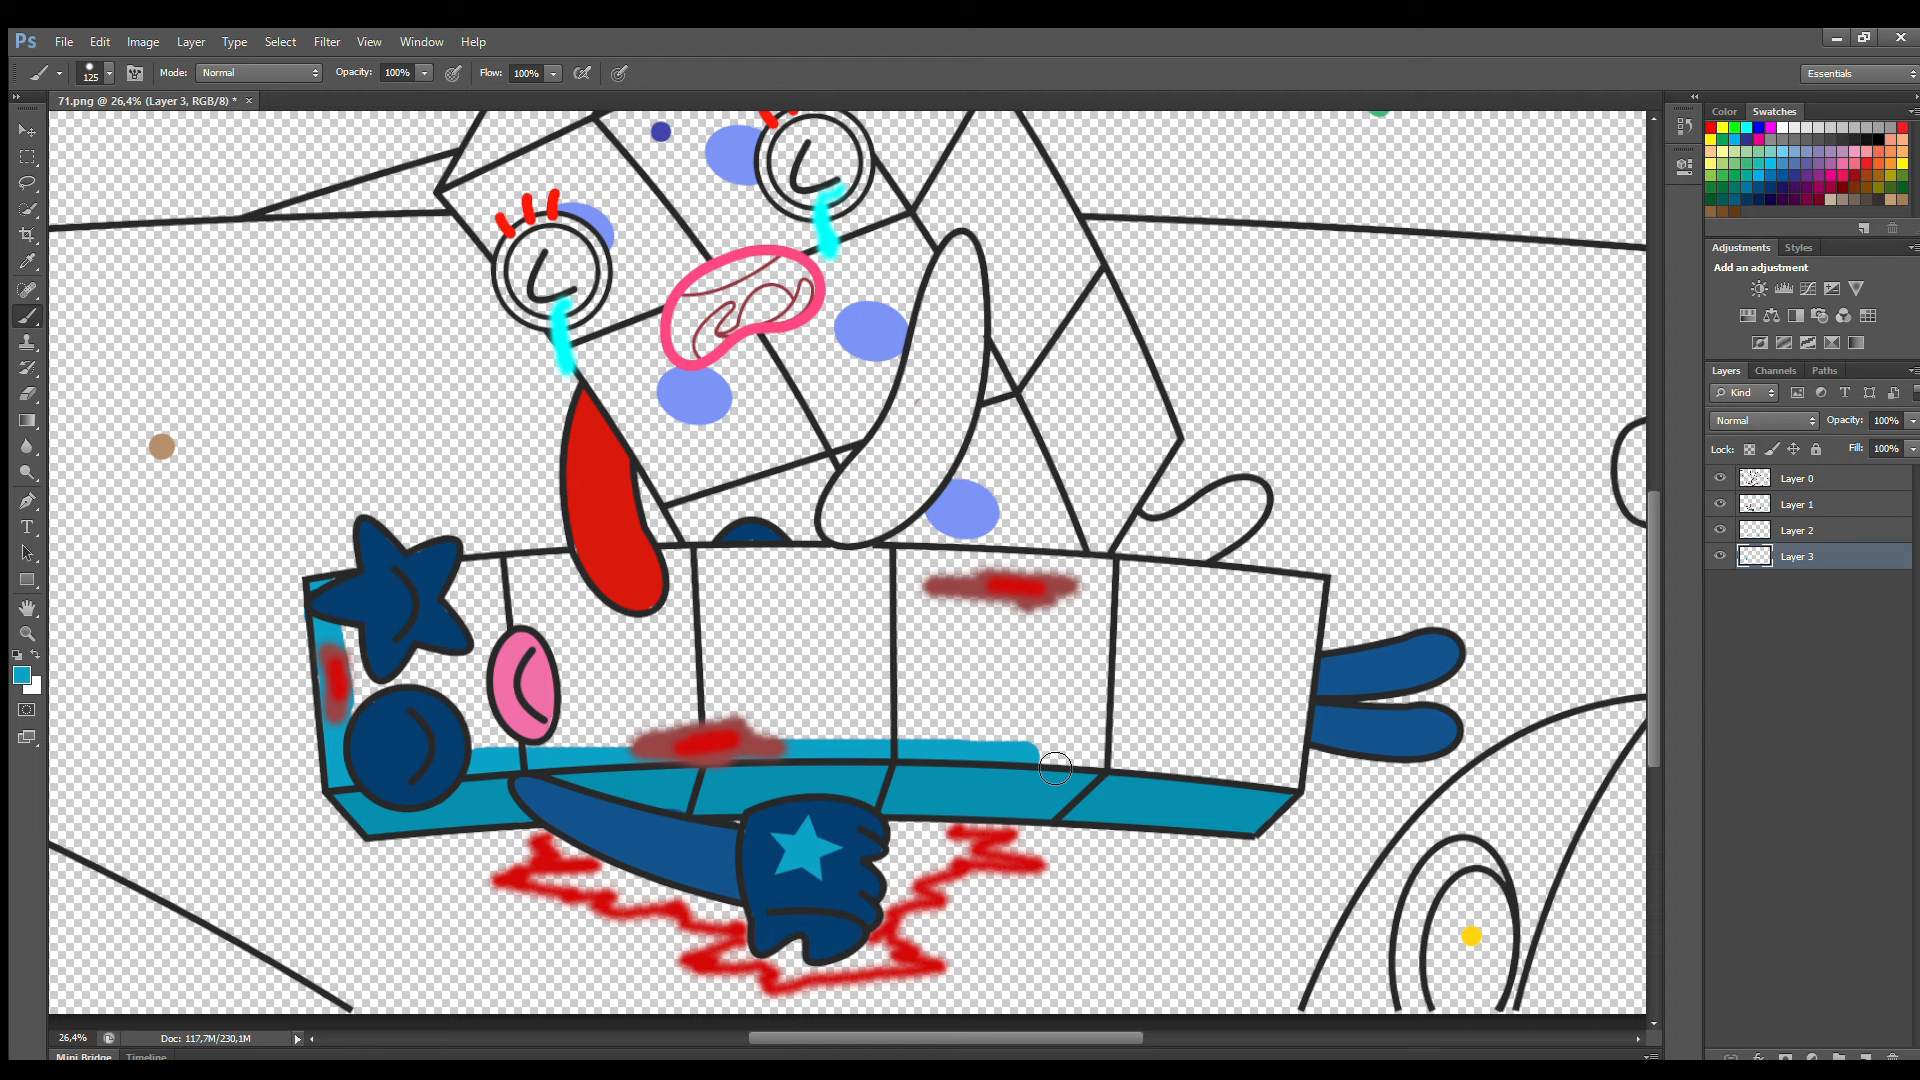 Ps File Edit Image Layer Type Select Filter View Window Help
125 Mode: Normal Opacity: 100% Flow: 100% Essentials
71.png @ 26,4% (Layer 3, RGB/8) * ×
Color Swatches
Adjustments Styles
Add an adjustment
Layers Channels Paths
Kind
Normal Opacity: 100%
Lock: Fill: 100%
Layer 0
Layer 1
Layer 2
Layer 3
26,4% Doc: 117,7M/230,1M
Mini Bridge Timeline